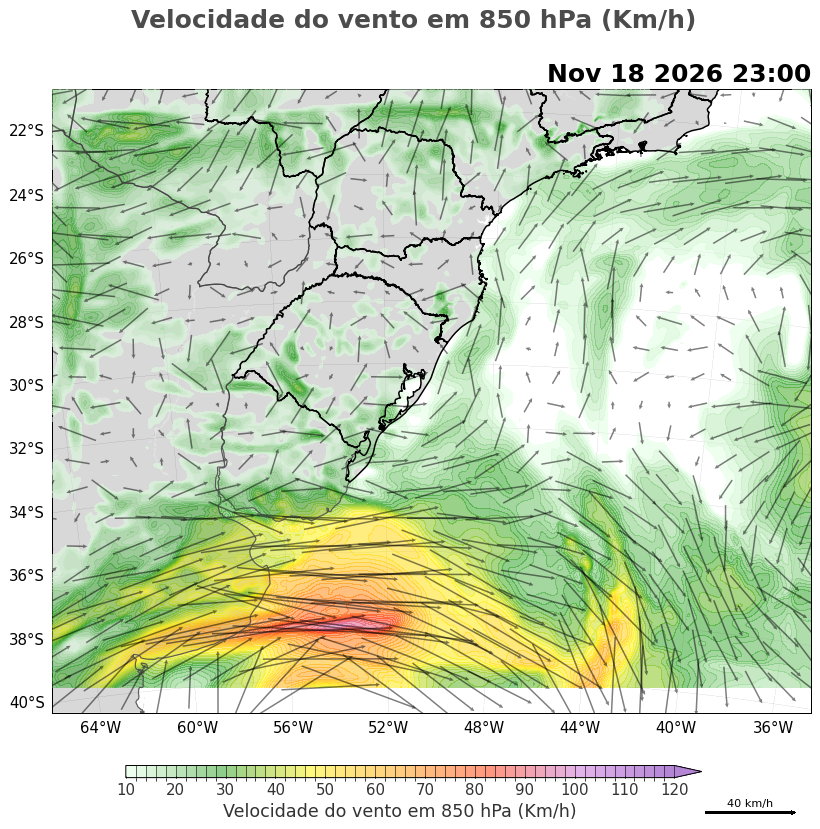 Velocidade do vento em 850 hPa (Km/h)
Nov 18 2026 23:00
22°S
24°S
26°S
28°S
30°S
32°S
34°S
36°S
38°S
40°S
64°W 60°W 56°W 52°W 48°W 44°W 40°W 36°W
10 20 30 40 50 60 70 80 90 100 110 120
Velocidade do vento em 850 hPa (Km/h)
40 km/h